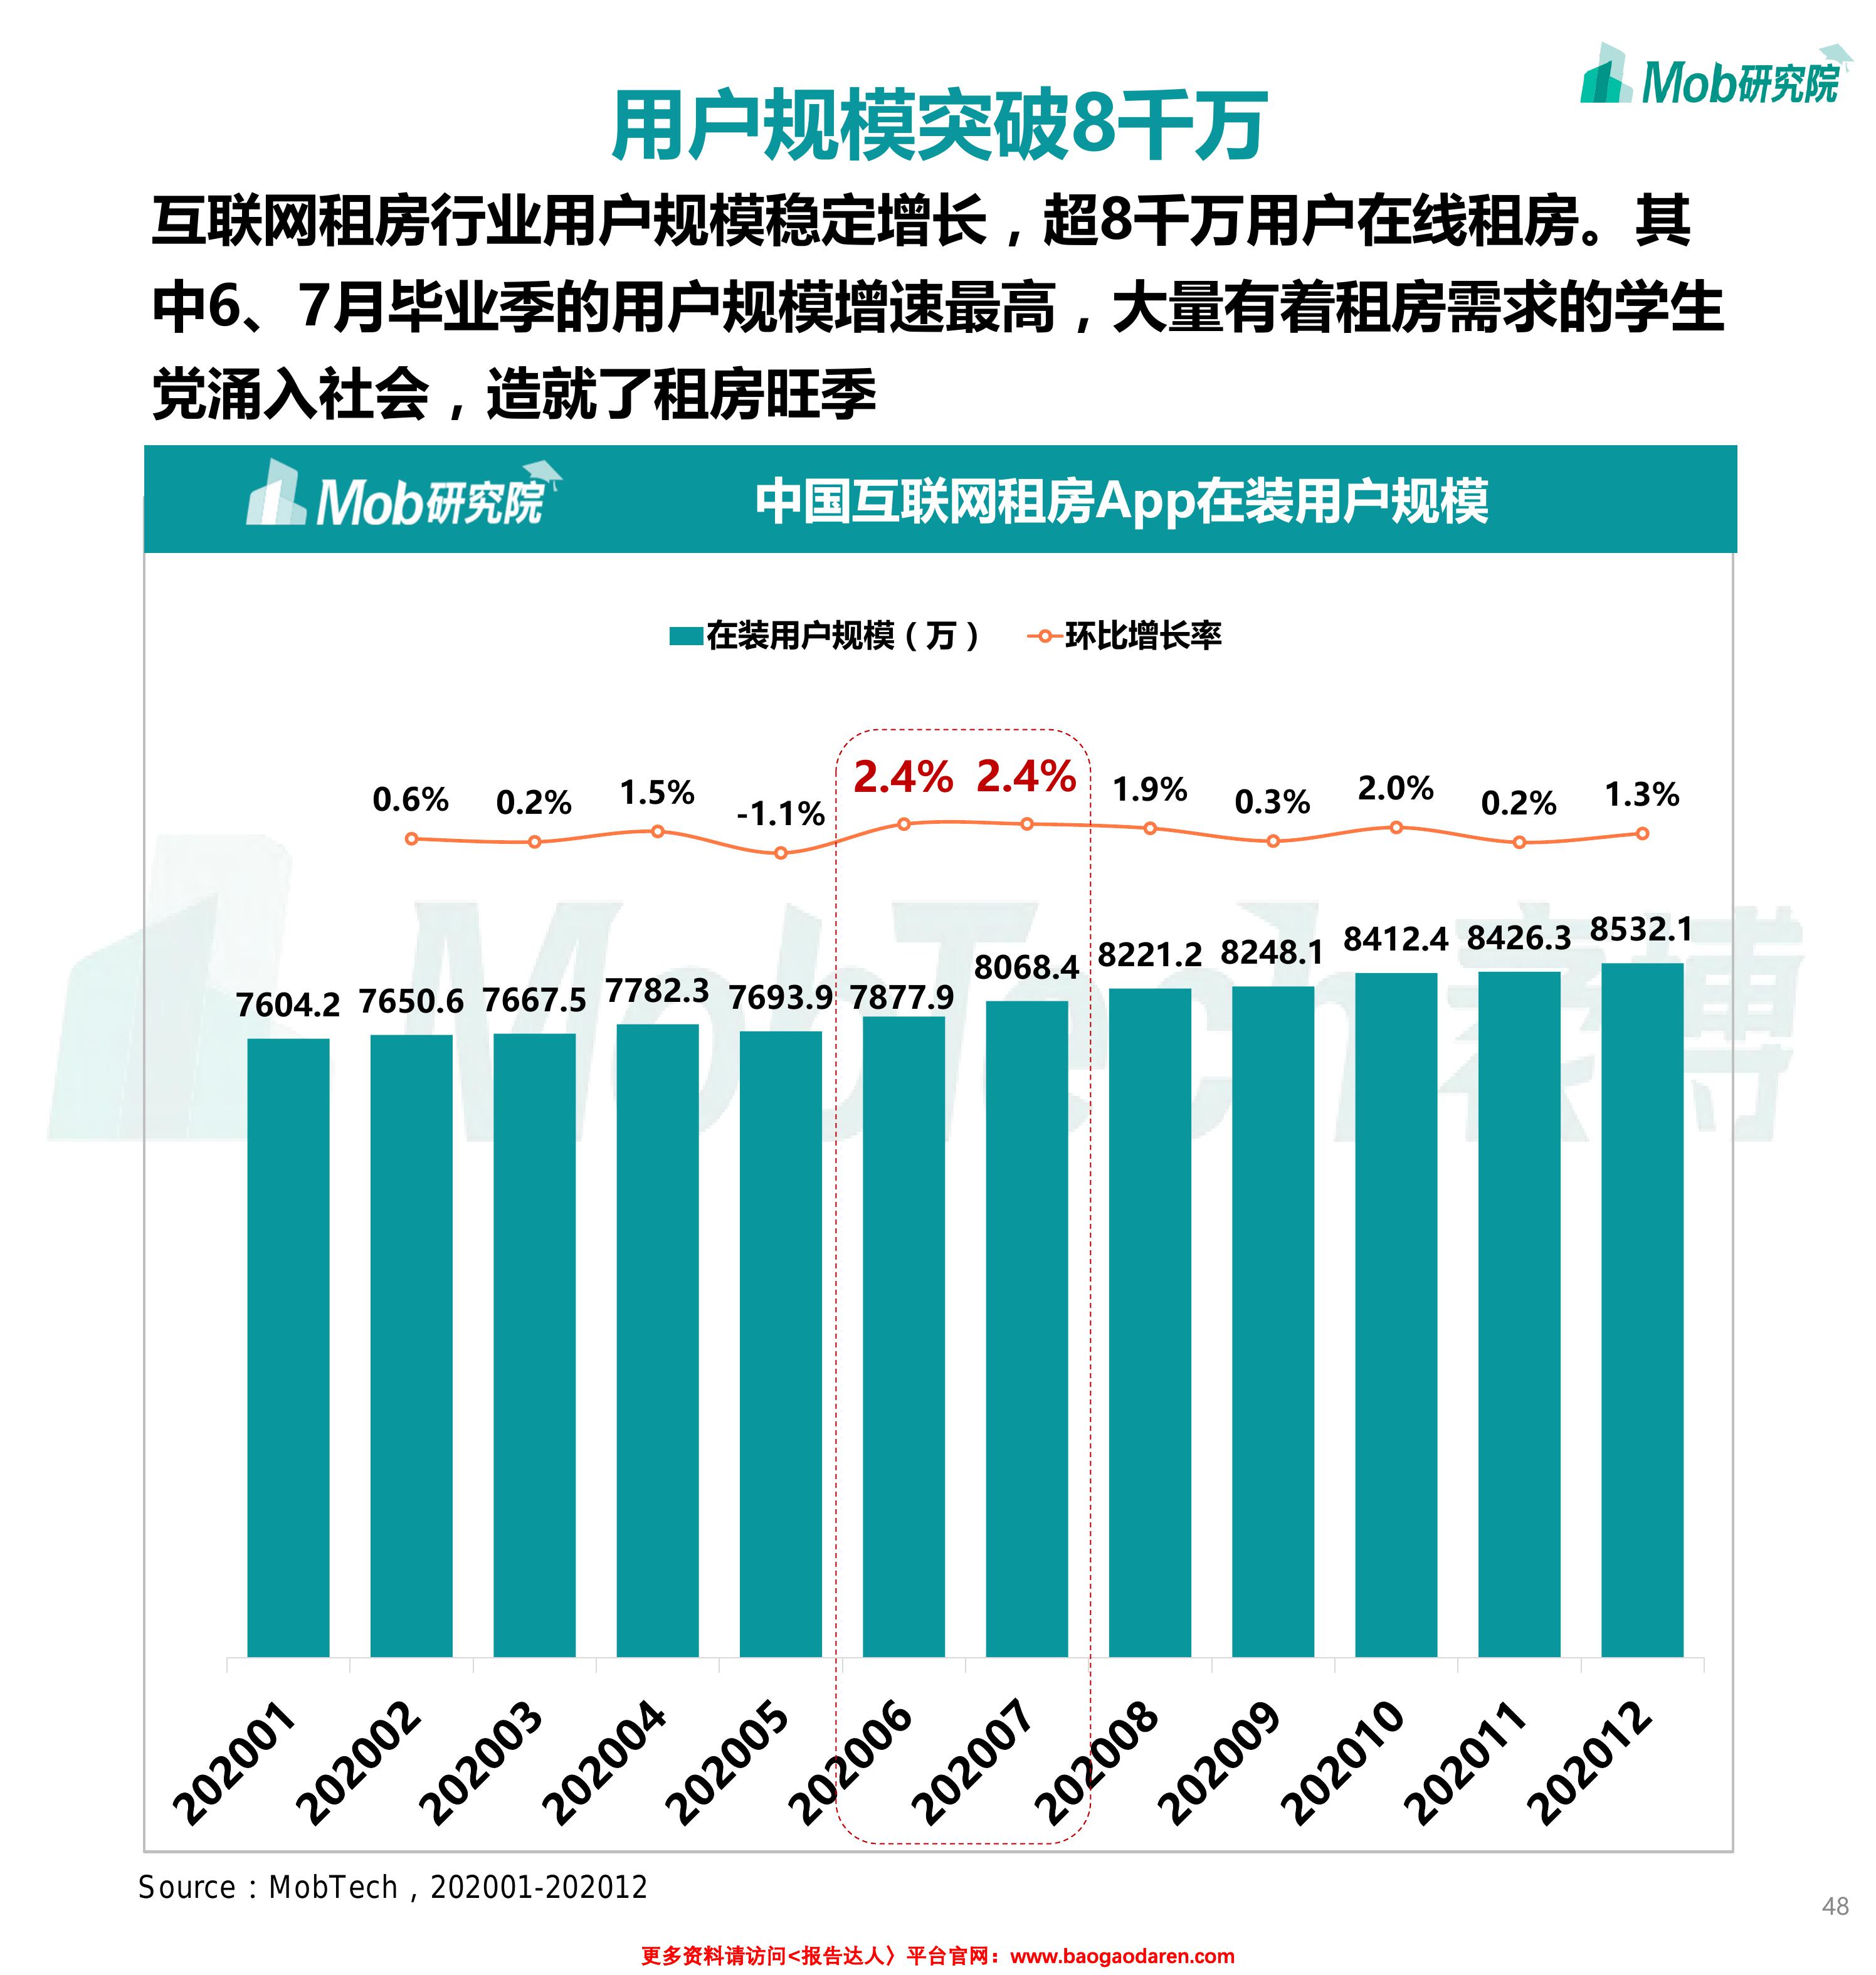 Mob研究院
用户规模突破8千万
互联网租房行业用户规模稳定增长，超8千万用户在线租房。其
中6、7月毕业季的用户规模增速最高，大量有着租房需求的学生
党涌入社会，造就了租房旺季
Mob研究院 中国互联网租房App在装用户规模
在装用户规模（万） 环比增长率
0.6% 0.2% 1.5% -1.1% 2.4% 2.4% 1.9% 0.3% 2.0% 0.2% 1.3%
MobTech袤博
7604.2 7650.6 7667.5 7782.3 7693.9 7877.9 8068.4 8221.2 8248.1 8412.4 8426.3 8532.1
202001 202002 202003 202004 202005 202006 202007 202008 202009 202010 202011 202012
Source：MobTech，202001-202012
48
更多资料请访问<报告达人〉平台官网：www.baogaodaren.com